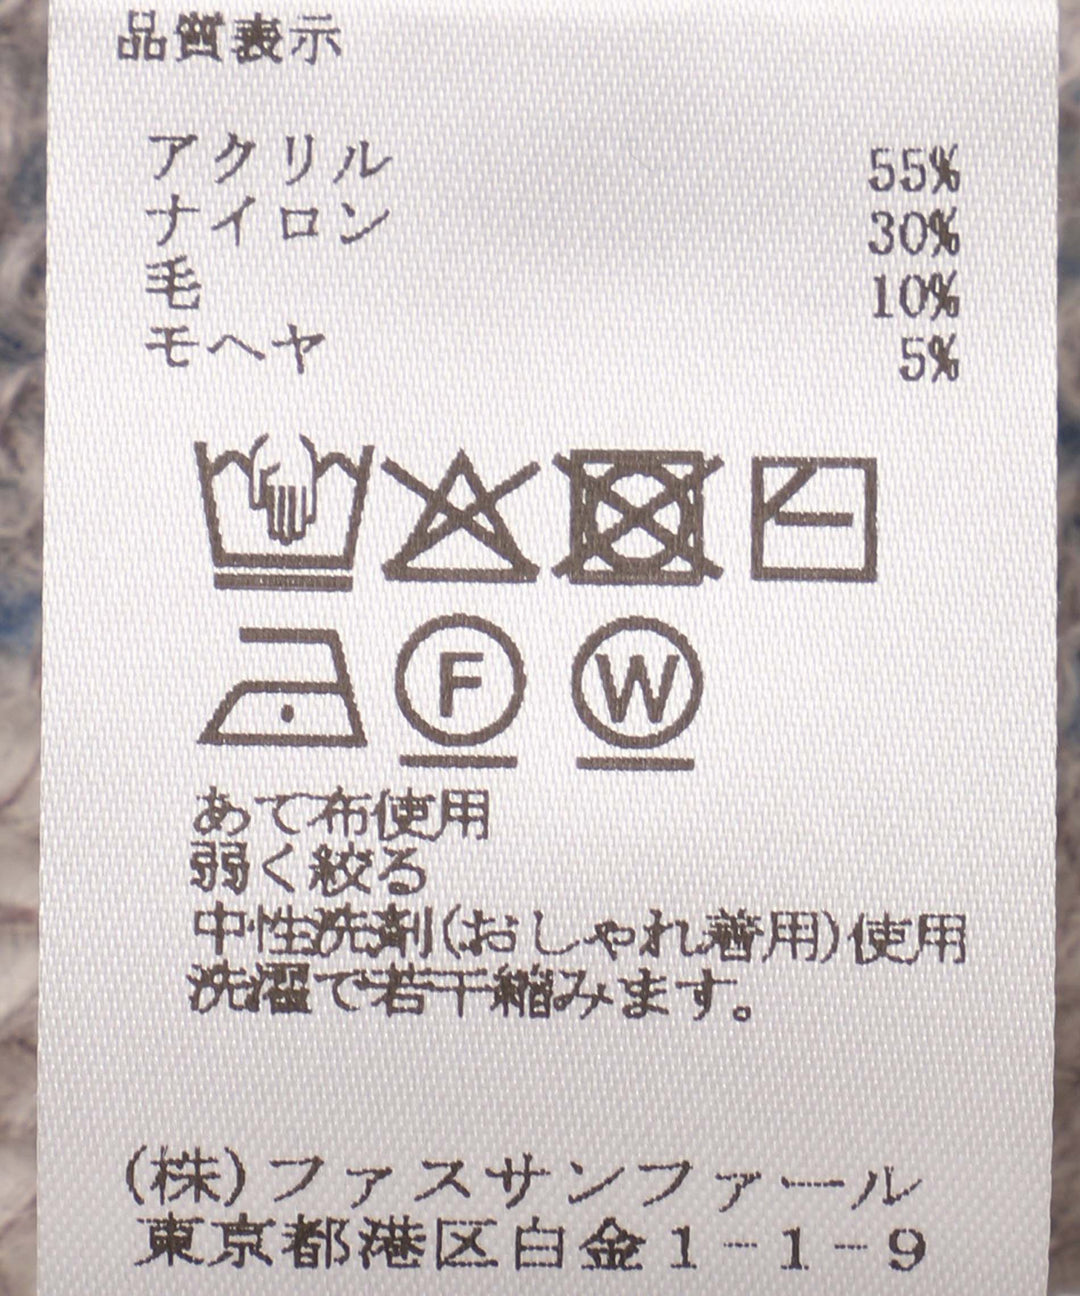 品質表示
アクリル 55%
ナイロン 30%
毛 10%
モヘヤ 5%
F W
あて布使用
弱く絞る
中性洗剤(おしゃれ着用)使用
洗濯で若干縮みます。
(株)ファスサンファール
東京都港区白金1-1-9